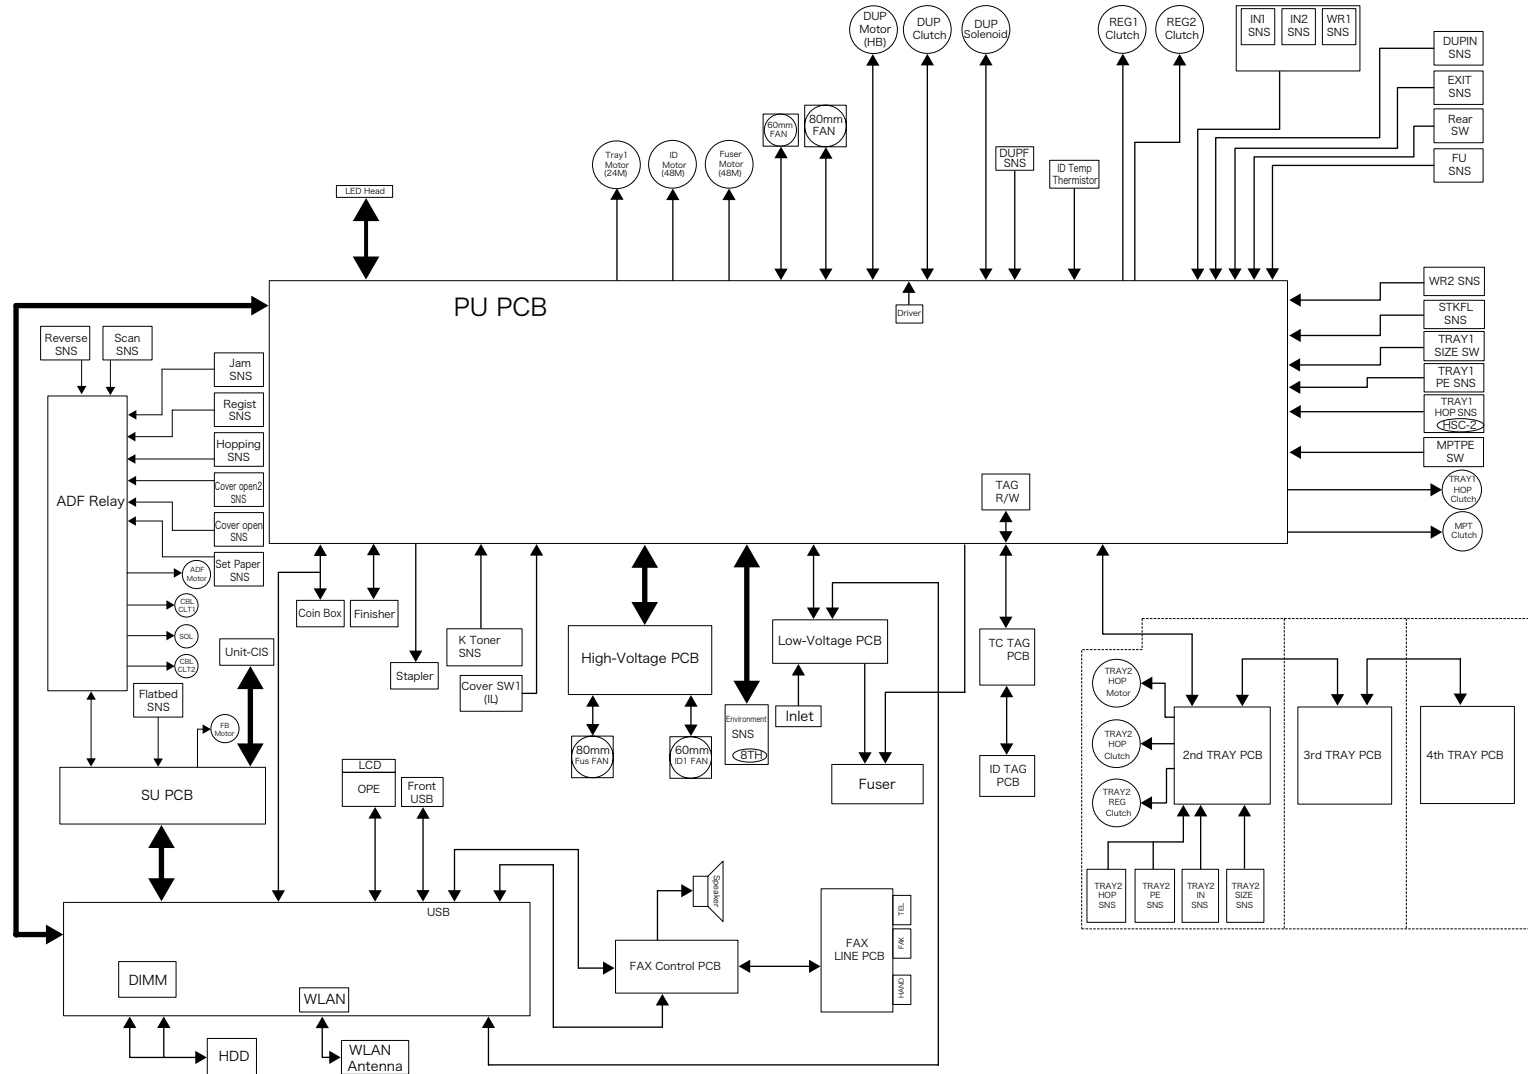 DUP
Motor
(HB)
DUP
Clutch
DUP
Solenoid
REG1
Clutch
REG2
Clutch
IN1
SNS
IN2
SNS
WR1
SNS
DUPIN
SNS
EXIT
SNS
Rear
SW
FU
SNS
60mm
FAN
80mm
FAN
Tray1
Motor
(24M)
ID
Motor
(48M)
Fuser
Motor
(48M)
DUPF
SNS
ID Temp
Thermistor
LED Head
PU PCB
Driver
WR2 SNS
STKFL
SNS
TRAY1
SIZE SW
TRAY1
PE SNS
TRAY1
HOP SNS
HSC-2
MPTPE
SW
TRAY1
HOP
Clutch
MPT
Clutch
TAG
R/W
Reverse
SNS
Scan
SNS
Jam
SNS
Regist
SNS
Hopping
SNS
Cover open2
SNS
Cover open
SNS
Set Paper
SNS
ADF Relay
ADF
Motor
CBL
CLT1
SOL
CBL
CLT2
Unit-CIS
Flatbed
SNS
FB
Motor
SU PCB
Coin Box
Finisher
Stapler
K Toner
SNS
Cover SW1
(IL)
High-Voltage PCB
80mm
Fus FAN
60mm
ID1 FAN
Environment
SNS
8TH
Low-Voltage PCB
Inlet
Fuser
TC TAG
PCB
ID TAG
PCB
TRAY2
HOP
Motor
TRAY2
HOP
Clutch
TRAY2
REG
Clutch
2nd TRAY PCB
3rd TRAY PCB
4th TRAY PCB
TRAY2
HOP
SNS
TRAY2
PE
SNS
TRAY2
IN
SNS
TRAY2
SIZE
SNS
LCD
OPE
Front
USB
USB
DIMM
WLAN
HDD
WLAN
Antenna
Speaker
FAX Control PCB
FAX
LINE PCB
TEL
FAX
HAND